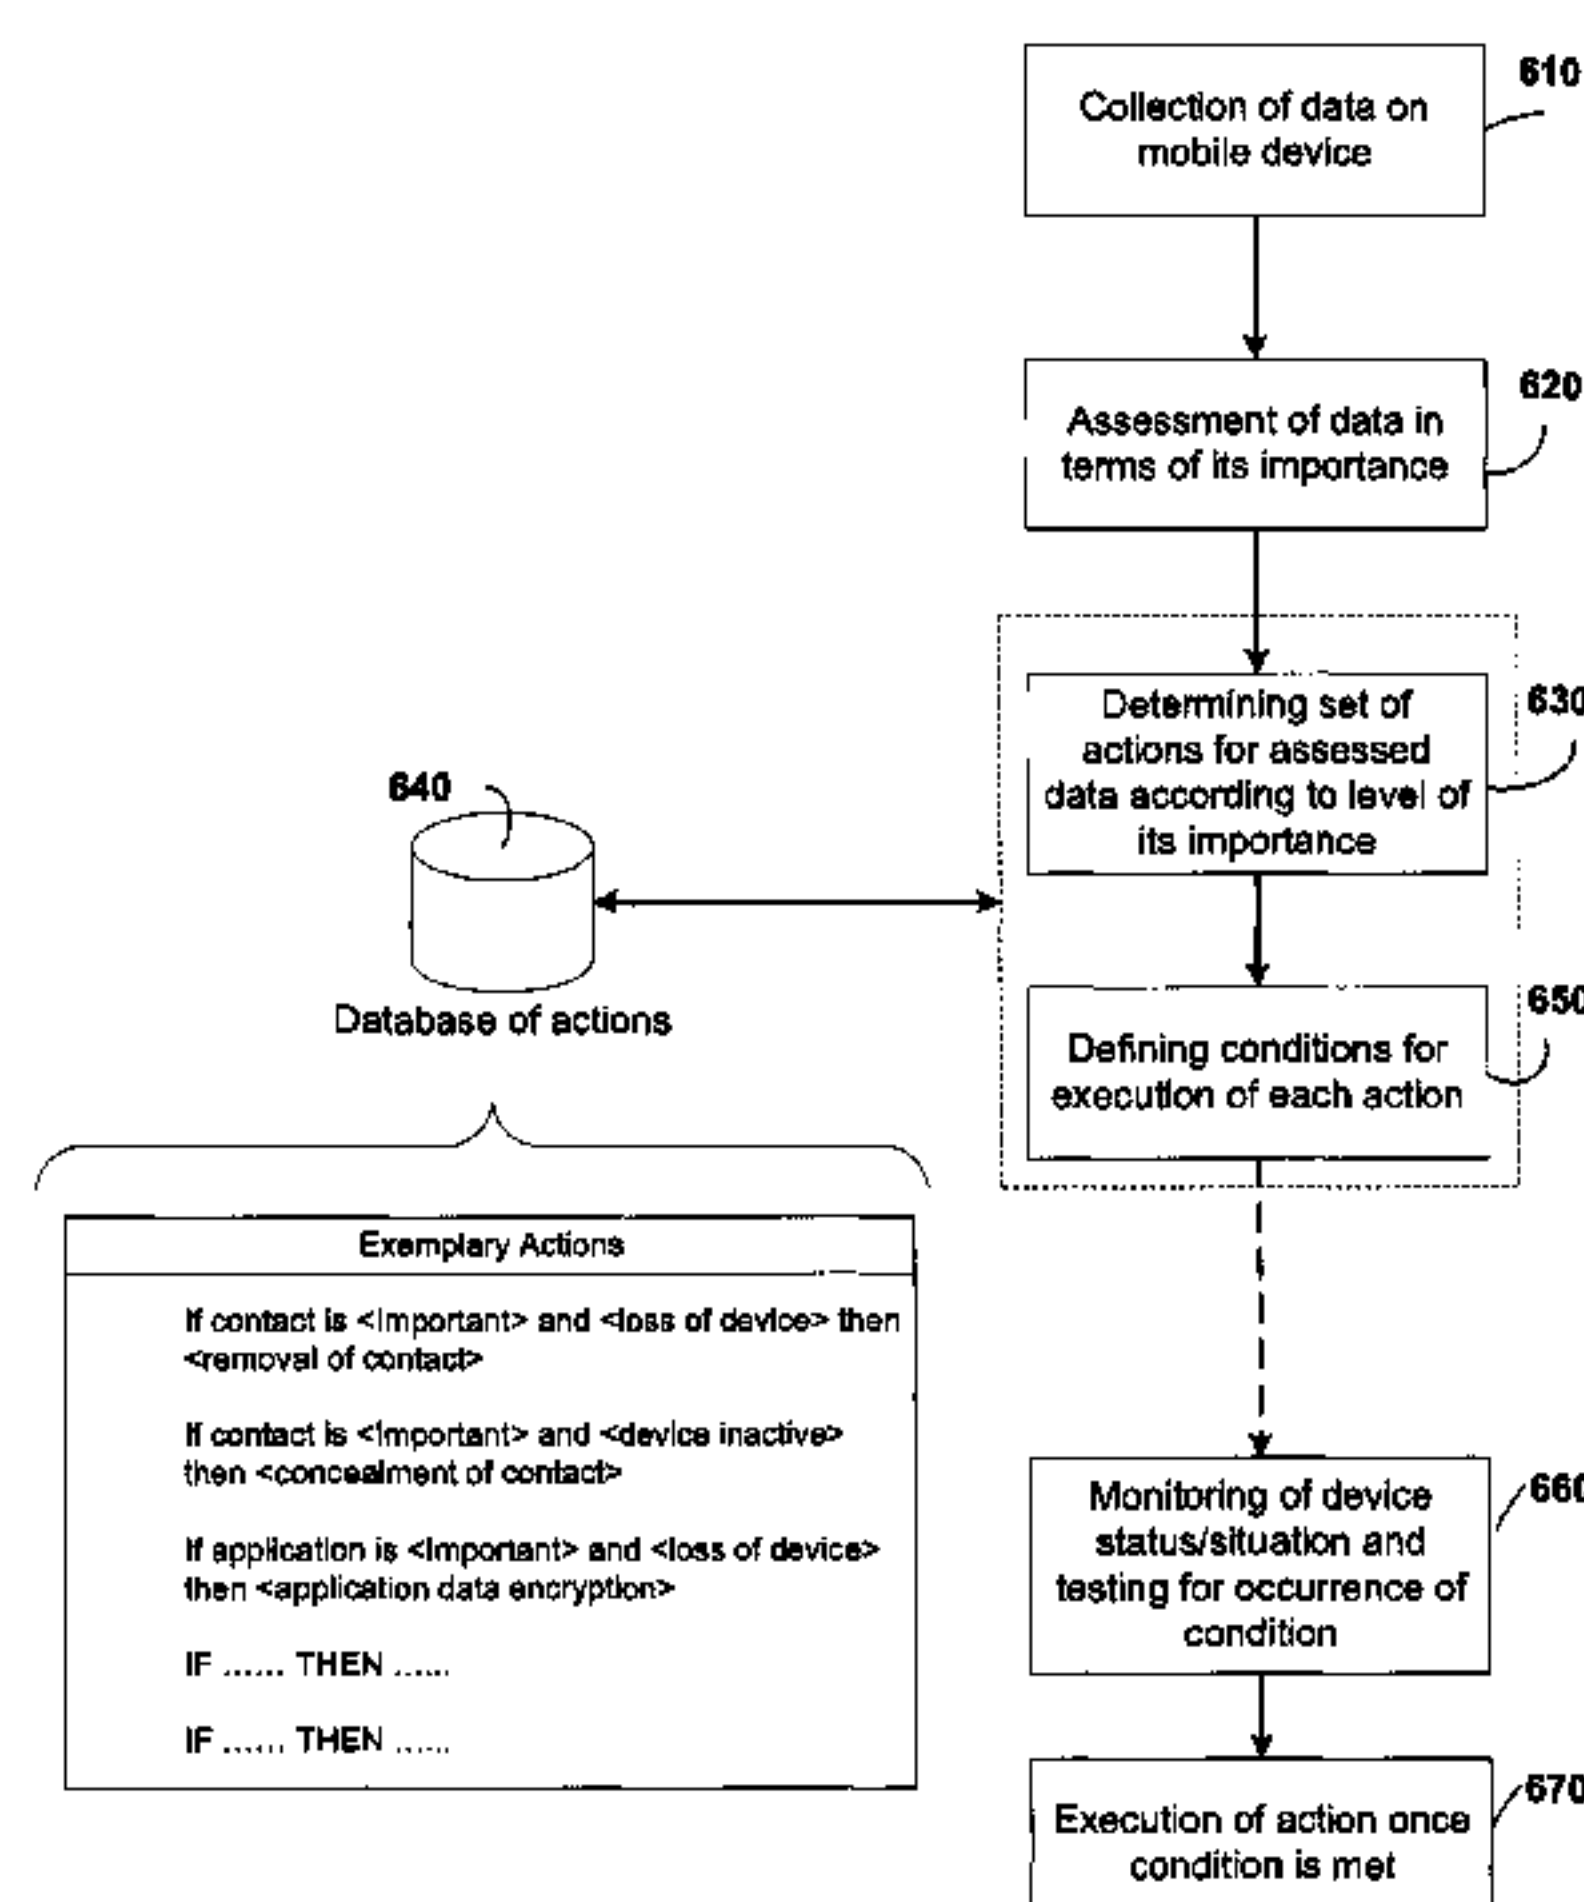 610
Collection of data on
mobile device
620
Assessment of data in
terms of its importance
630
Determining set of
actions for assessed
data according to level of
its importance
640
Database of actions
650
Defining conditions for
execution of each action
Exemplary Actions
If contact is <important> and <loss of device> then
<removal of contact>
If contact is <important> and <device inactive>
then <concealment of contact>
If application is <important> and <loss of device>
then <application data encryption>
IF ...... THEN ......
IF ...... THEN ......
660
Monitoring of device
status/situation and
testing for occurrence of
condition
670
Execution of action once
condition is met